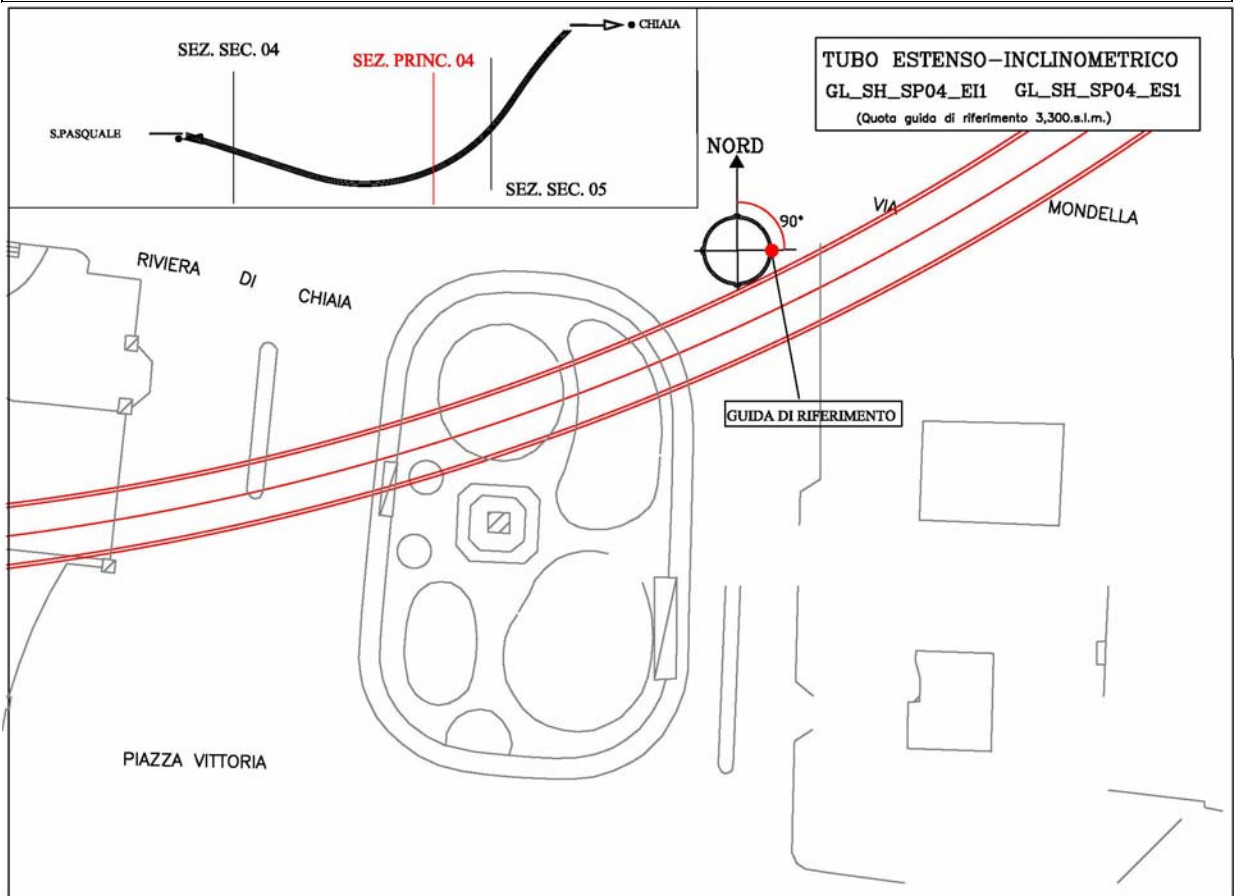 SEZ. SEC. 04
SEZ. PRINC. 04
CHIAIA
S.PASQUALE
SEZ. SEC. 05
TUBO ESTENSO-INCLINOMETRICO
GL_SH_SP04_EI1 GL_SH_SP04_ES1
(Quota guida di riferimento 3,300.s.l.m.)
NORD
90°
VIA MONDELLA
RIVIERA DI CHIAIA
GUIDA DI RIFERIMENTO
PIAZZA VITTORIA